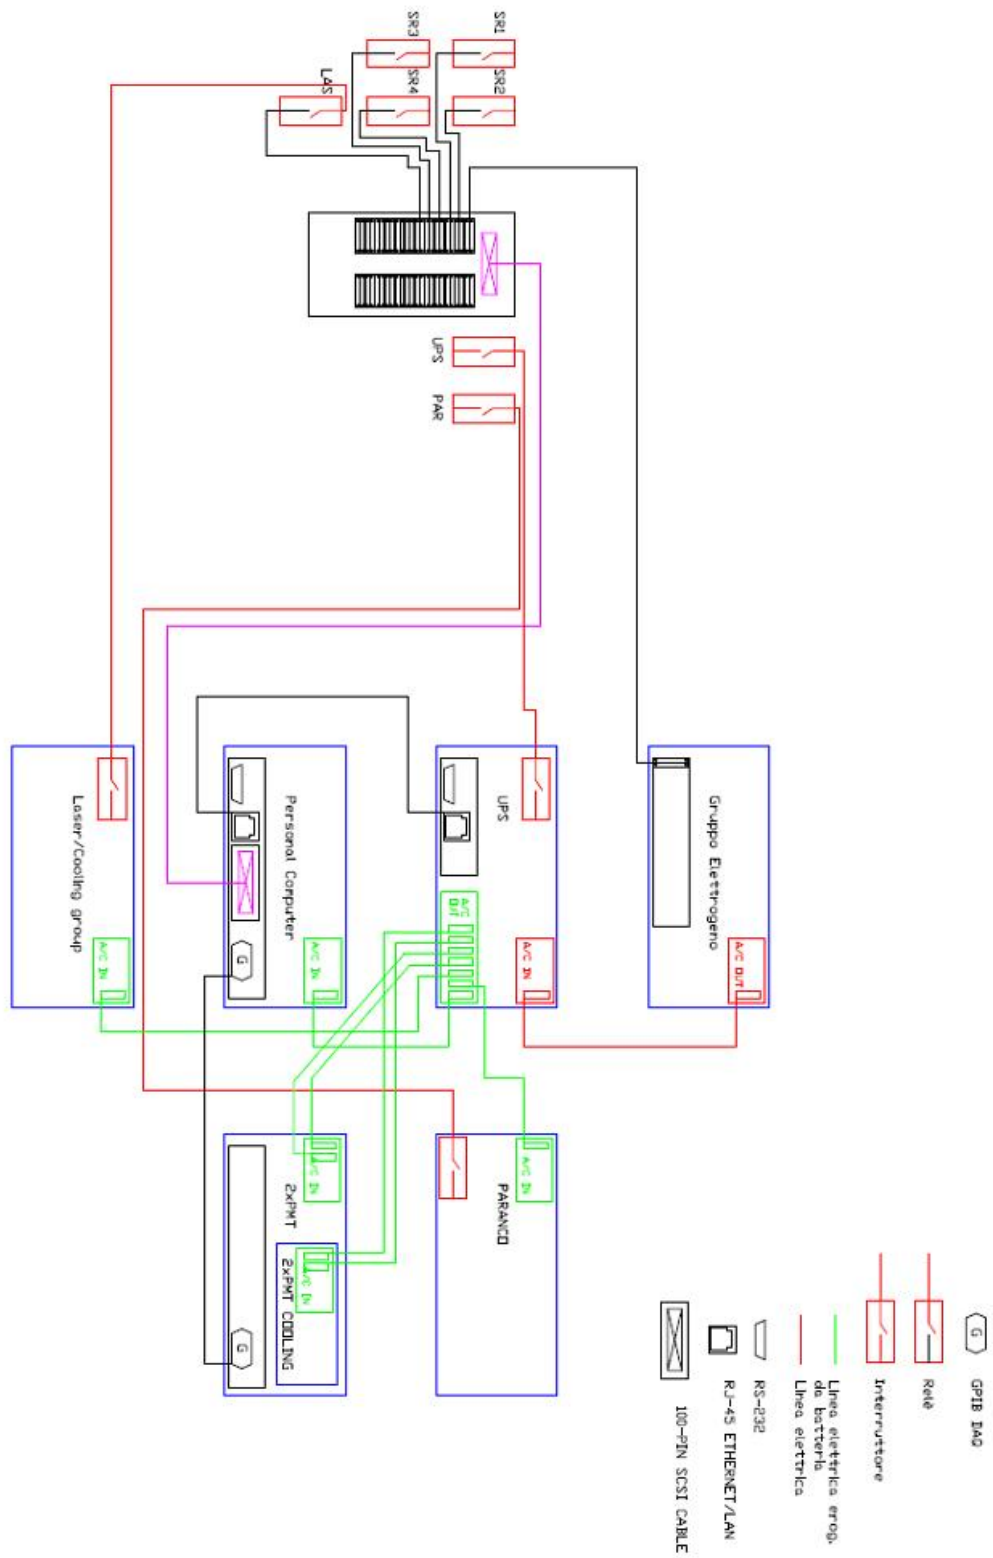 SR3
SR1
LAS
SR4
SR2
UPS
PAR
Laser/Cooling group
A/C IN
Personal Computer
A/C IN
G
UPS
A/C
OUT
A/C IN
Gruppo Elettrogeno
A/C OUT
2xPMT
A/C IN
2xPMT COOLING
A/C IN
G
PARANCO
A/C IN
G
GPIB DAQ
Relè
Interruttore
Linea elettrica erog.
da batteria
Linea elettrica
RS-232
RJ-45 ETHERNET/LAN
100-PIN SCSI CABLE